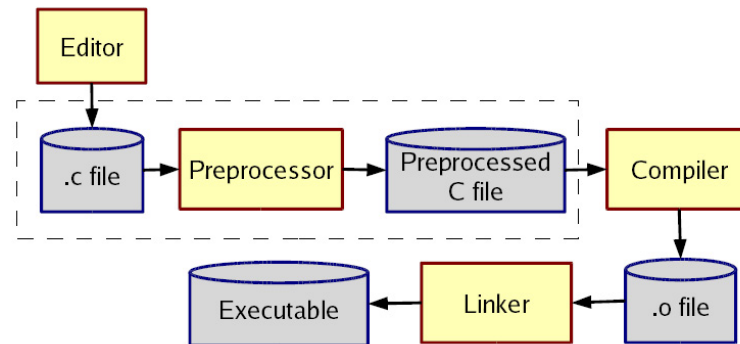 Editor
.c file
Preprocessor
Preprocessed
C file
Compiler
Executable
Linker
.o file